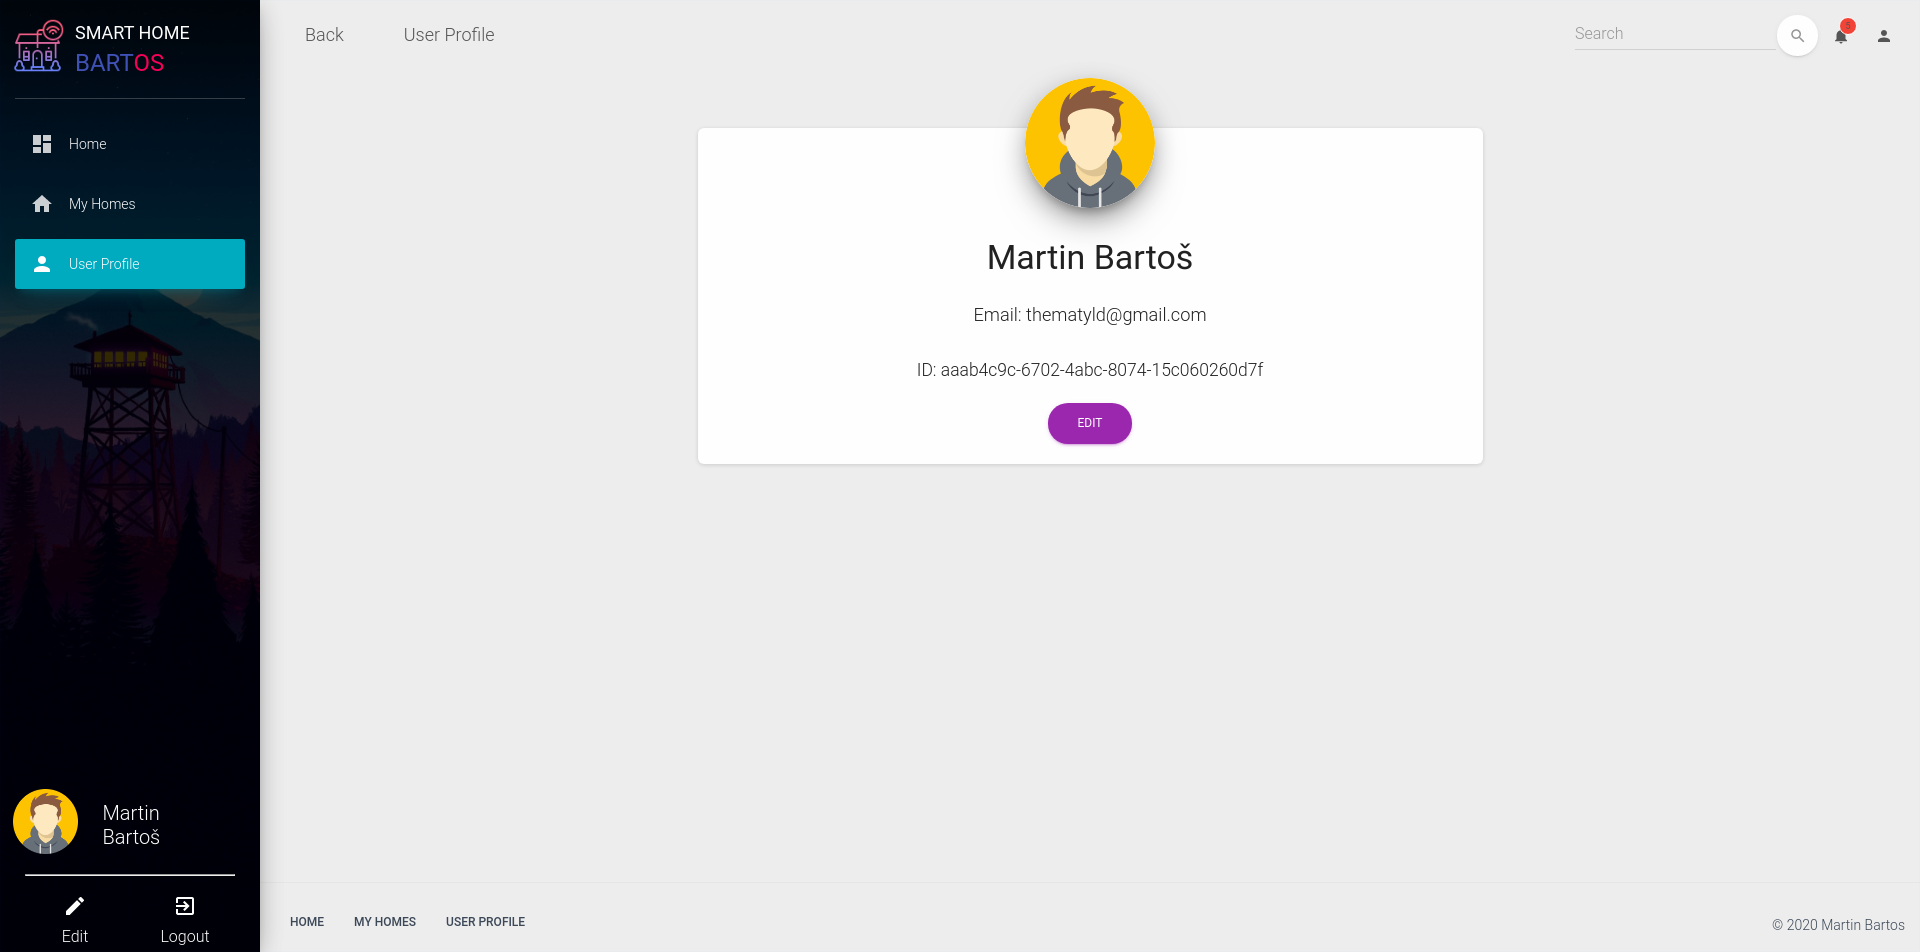 SMART HOME
BARTOS
Home
My Homes
User Profile
Martin
Bartoš
Edit
Logout
Back
User Profile
Search
Martin Bartoš
Email: thematyld@gmail.com
ID: aaab4c9c-6702-4abc-8074-15c060260d7f
EDIT
HOME
MY HOMES
USER PROFILE
© 2020 Martin Bartos